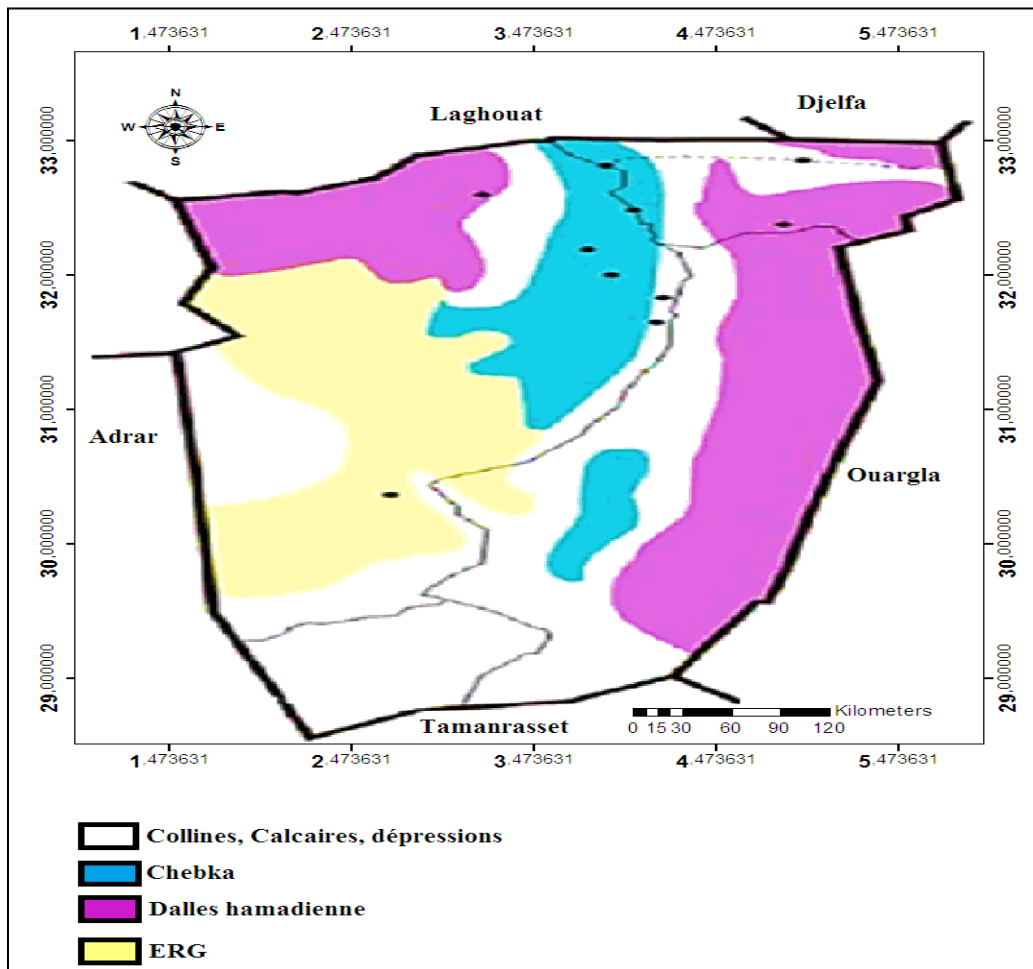 1.473631 2.473631 3.473631 4.473631 5.473631
Djelfa
Laghouat
N
W E
S
33,000000 33,000000
32,000000 32,000000
31,000000 31,000000
Adrar
Ouargla
30,000000 30,000000
29,000000 29,000000
Kilometers
Tamanrasset
0 15 30 60 90 120
1.473631 2.473631 3.473631 4.473631 5.473631
Collines, Calcaires, dépressions
Chebka
Dalles hamadienne
ERG